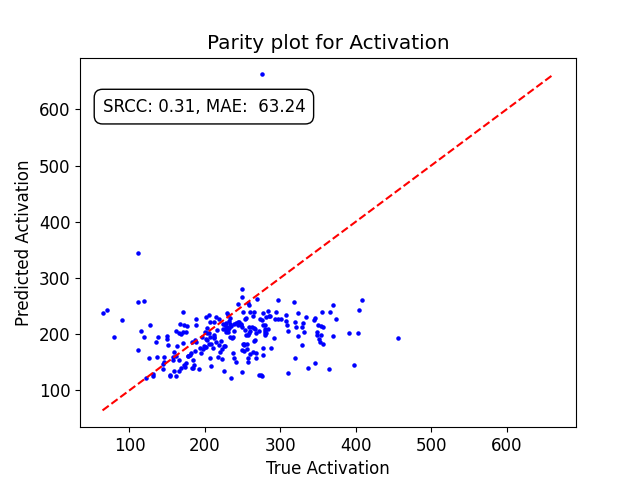 Parity plot for Activation
SRCC: 0.31, MAE:  63.24
Predicted Activation
600
500
400
300
200
100
100 200 300 400 500 600
True Activation